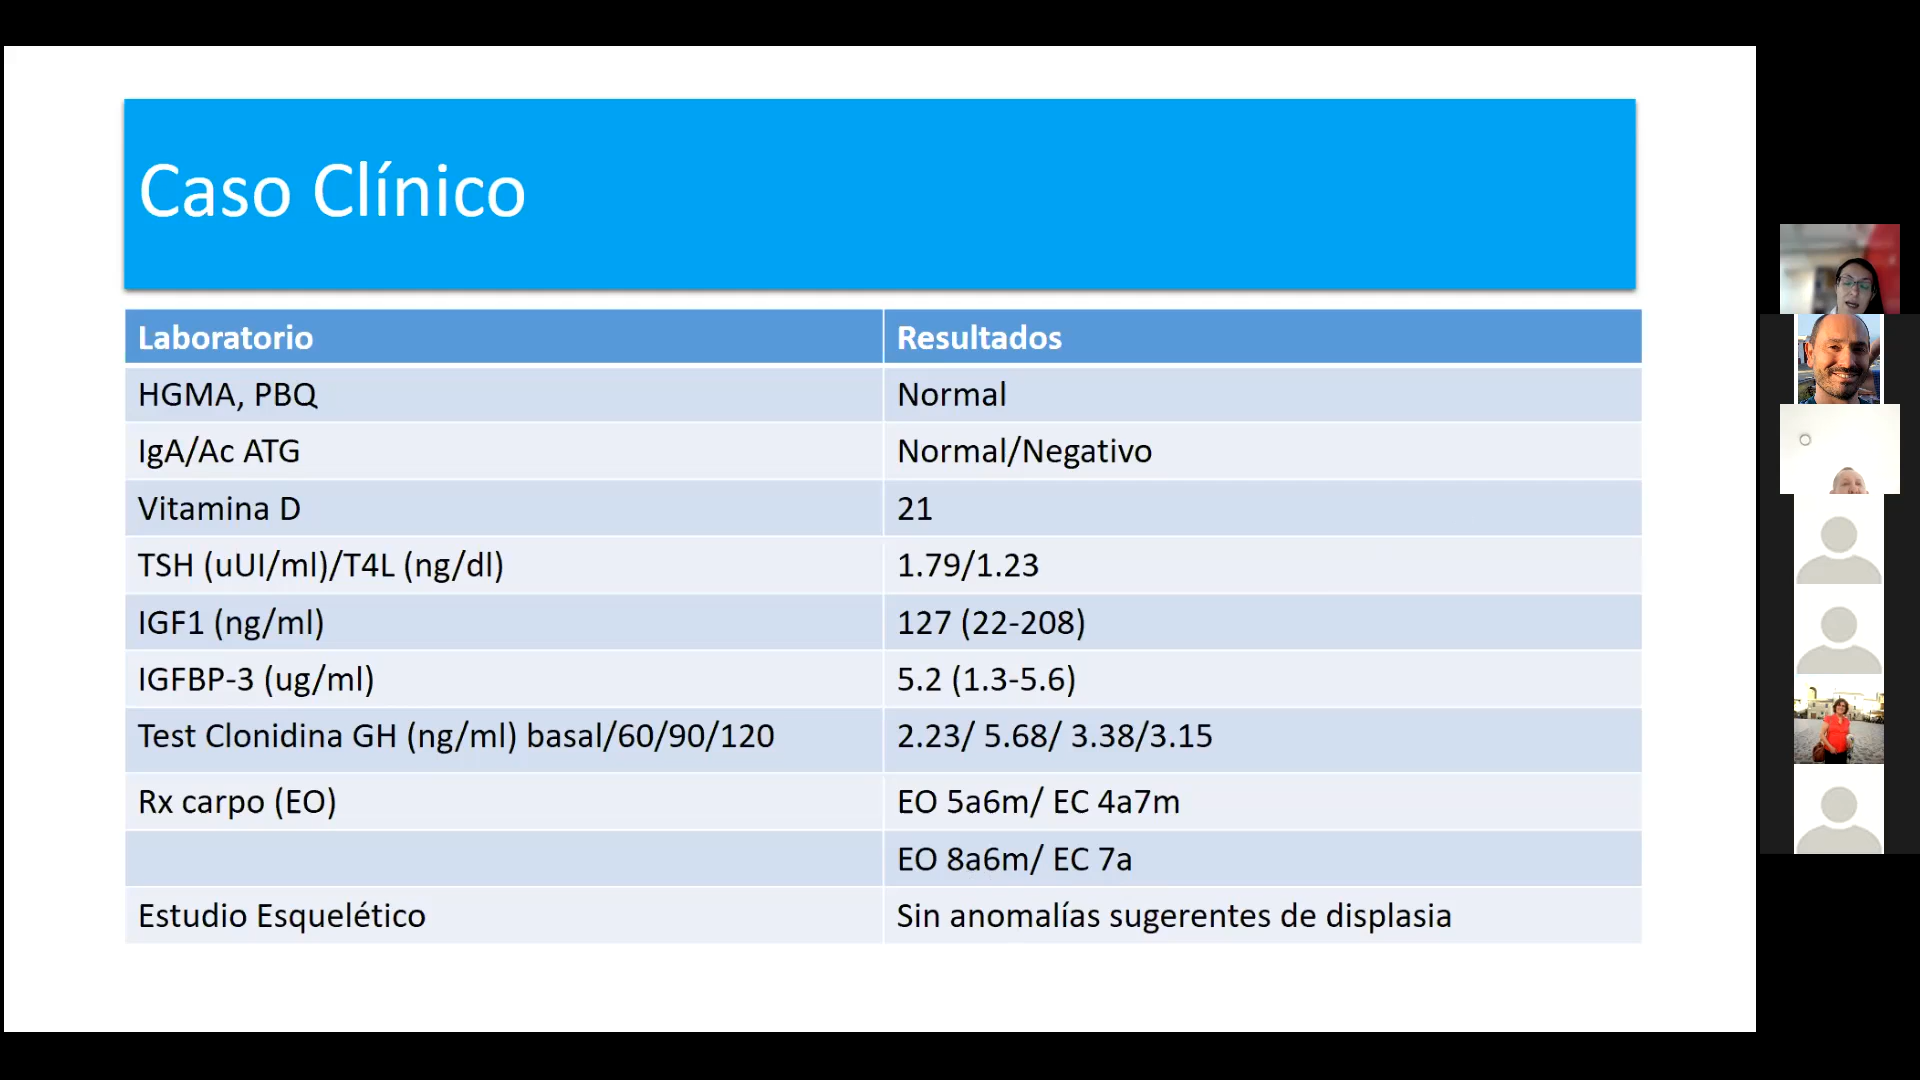 Caso Clínico
Laboratorio Resultados
HGMA, PBQ Normal
IgA/Ac ATG Normal/Negativo
Vitamina D 21
TSH (uUI/ml)/T4L (ng/dl) 1.79/1.23
IGF1 (ng/ml) 127 (22-208)
IGFBP-3 (ug/ml) 5.2 (1.3-5.6)
Test Clonidina GH (ng/ml) basal/60/90/120 2.23/ 5.68/ 3.38/3.15
Rx carpo (EO) EO 5a6m/ EC 4a7m
EO 8a6m/ EC 7a
Estudio Esquelético Sin anomalías sugerentes de displasia